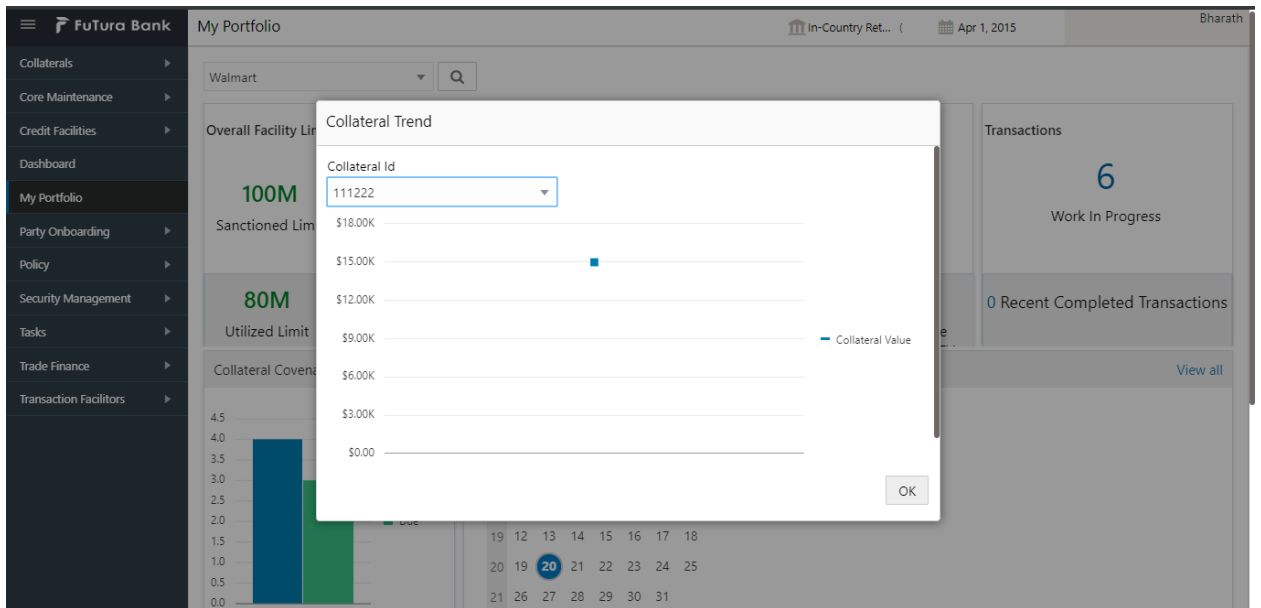 FuTura Bank
My Portfolio
In-Country Ret... (
Apr 1, 2015
Bharath
Collaterals
Core Maintenance
Credit Facilities
Dashboard
My Portfolio
Party Onboarding
Policy
Security Management
Tasks
Trade Finance
Transaction Facilitors
Walmart
Overall Facility Lir
100M
Sanctioned Lim
80M
Utilized Limit
Collateral Trend
Collateral Id
111222
$18.00K
$15.00K
$12.00K
$9.00K
$6.00K
$3.00K
$0.00
Collateral Value
OK
Transactions
6
Work In Progress
0 Recent Completed Transactions
Collateral Covena
View all
4.5
4.0
3.5
3.0
2.5
2.0
1.5
1.0
0.5
0.0
19 12 13 14 15 16 17 18
20 19 20 21 22 23 24 25
21 26 27 28 29 30 31